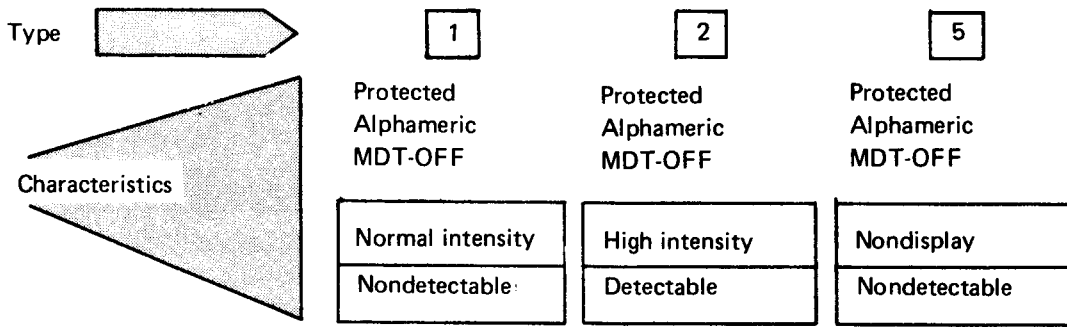 Type 1 2 5
Protected Protected Protected
Alphameric Alphameric Alphameric
MDT-OFF MDT-OFF MDT-OFF
Characteristics
Normal intensity High intensity Nondisplay
Nondetectable Detectable Nondetectable